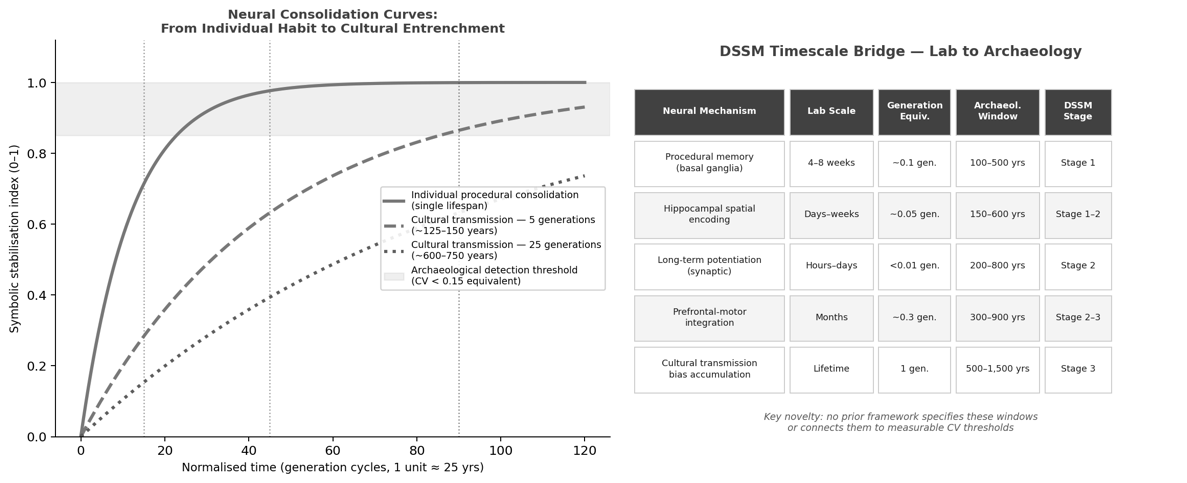 Neural Consolidation Curves:
From Individual Habit to Cultural Entrenchment
Symbolic stabilisation index (0–1)
1.0
0.8
0.6
0.4
0.2
0.0
0 20 40 60 80 100 120
Normalised time (generation cycles, 1 unit ≈ 25 yrs)
Individual procedural consolidation
(single lifespan)
Cultural transmission — 5 generations
(~125–150 years)
Cultural transmission — 25 generations
(~600–750 years)
Archaeological detection threshold
(CV < 0.15 equivalent)
DSSM Timescale Bridge — Lab to Archaeology
Neural Mechanism
Lab Scale
Generation
Equiv.
Archaeol.
Window
DSSM
Stage
Procedural memory
(basal ganglia)
4–8 weeks
~0.1 gen.
100–500 yrs
Stage 1
Hippocampal spatial
encoding
Days–weeks
~0.05 gen.
150–600 yrs
Stage 1–2
Long-term potentiation
(synaptic)
Hours–days
<0.01 gen.
200–800 yrs
Stage 2
Prefrontal-motor
integration
Months
~0.3 gen.
300–900 yrs
Stage 2–3
Cultural transmission
bias accumulation
Lifetime
1 gen.
500–1,500 yrs
Stage 3
Key novelty: no prior framework specifies these windows
or connects them to measurable CV thresholds